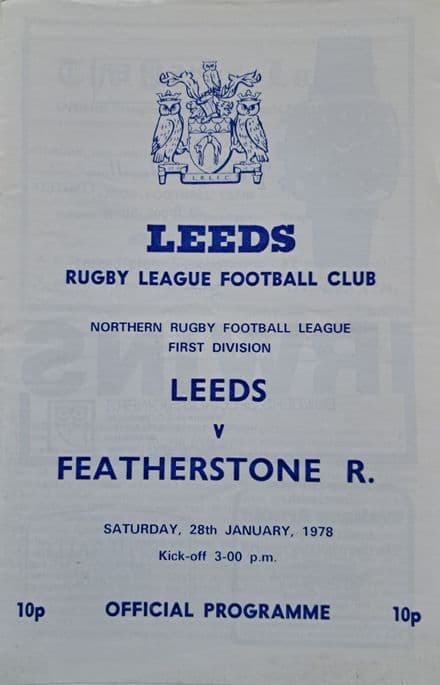 L.R.L.F.C.
LEEDS
RUGBY LEAGUE FOOTBALL CLUB
NORTHERN RUGBY FOOTBALL LEAGUE
FIRST DIVISION
LEEDS
V
FEATHERSTONE R.
SATURDAY, 28th JANUARY, 1978
Kick-off 3-00 p.m.
10p OFFICIAL PROGRAMME 10p